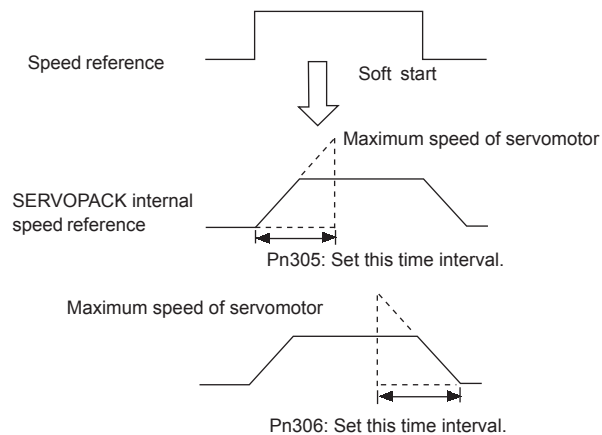 Speed reference
Soft start
Maximum speed of servomotor
SERVOPACK internal
speed reference
Pn305: Set this time interval.
Maximum speed of servomotor
Pn306: Set this time interval.